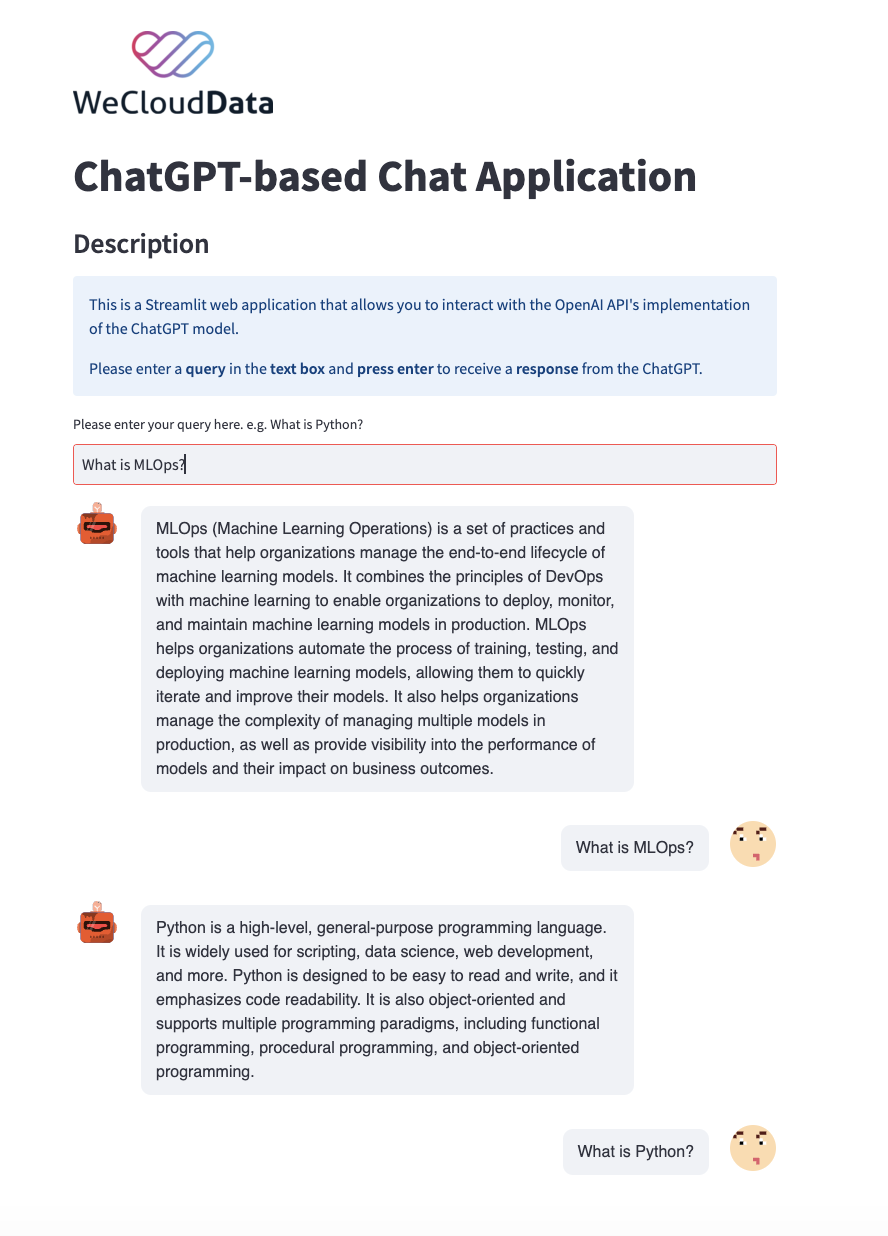 WeCloudData
ChatGPT-based Chat Application
Description
This is a Streamlit web application that allows you to interact with the OpenAI API's implementation
of the ChatGPT model.
Please enter a query in the text box and press enter to receive a response from the ChatGPT.
Please enter your query here. e.g. What is Python?
What is MLOps?
MLOps (Machine Learning Operations) is a set of practices and
tools that help organizations manage the end-to-end lifecycle of
machine learning models. It combines the principles of DevOps
with machine learning to enable organizations to deploy, monitor,
and maintain machine learning models in production. MLOps
helps organizations automate the process of training, testing, and
deploying machine learning models, allowing them to quickly
iterate and improve their models. It also helps organizations
manage the complexity of managing multiple models in
production, as well as provide visibility into the performance of
models and their impact on business outcomes.
What is MLOps?
Python is a high-level, general-purpose programming language.
It is widely used for scripting, data science, web development,
and more. Python is designed to be easy to read and write, and it
emphasizes code readability. It is also object-oriented and
supports multiple programming paradigms, including functional
programming, procedural programming, and object-oriented
programming.
What is Python?